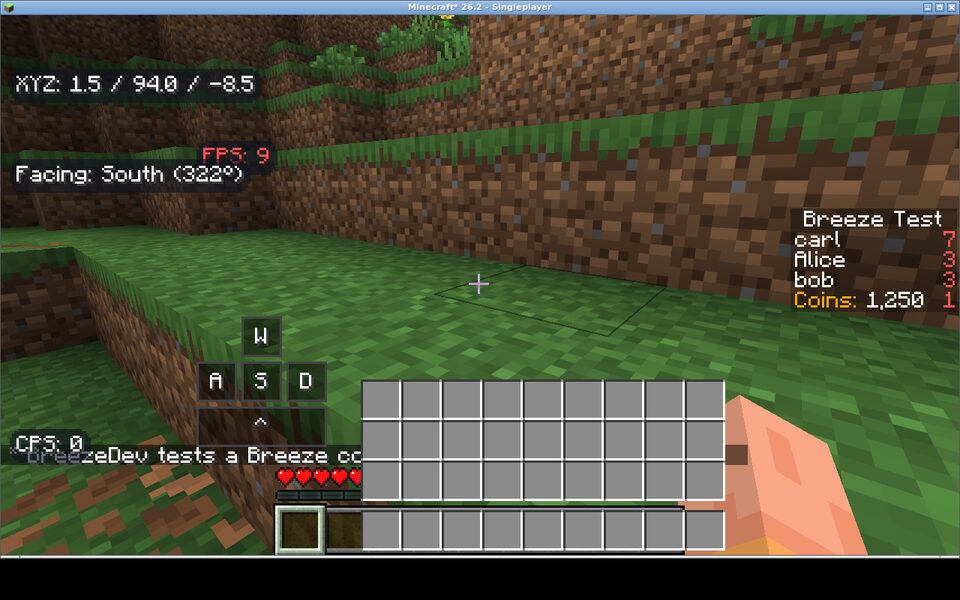 Minecraft* 26.2 - Singleplayer
XYZ: 1.5 / 94.0 / -8.5
FPS: 9
Facing: South (322°)
Breeze Test
carl 7
Alice 3
bob 3
Coins: 1,250 1
W
A S D
^
CPS: 0
BreezeDev tests a Breeze co